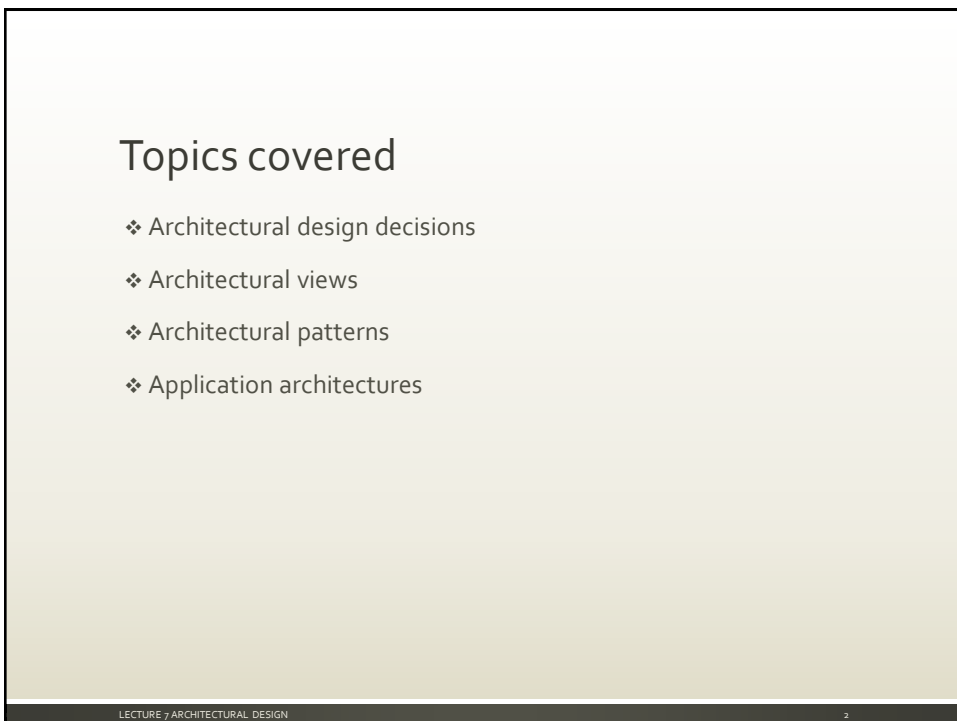 Topics covered
❖ Architectural design decisions
❖ Architectural views
❖ Architectural patterns
❖ Application architectures
LECTURE 7 ARCHITECTURAL DESIGN 2